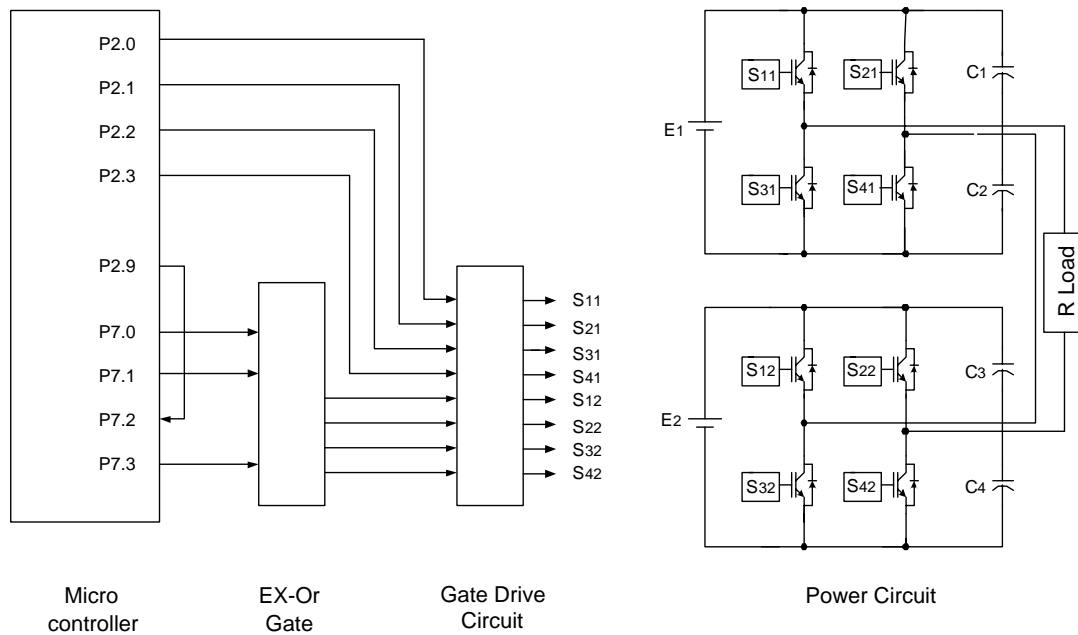 P2.0
P2.1
P2.2
P2.3
P2.9
P7.0
P7.1
P7.2
P7.3
S11
S21
S31
S41
S12
S22
S32
S42
Micro
controller
EX-Or
Gate
Gate Drive
Circuit
E1
S11
S21
S31
S41
C1
C2
R Load
E2
S12
S22
S32
S42
C3
C4
Power Circuit